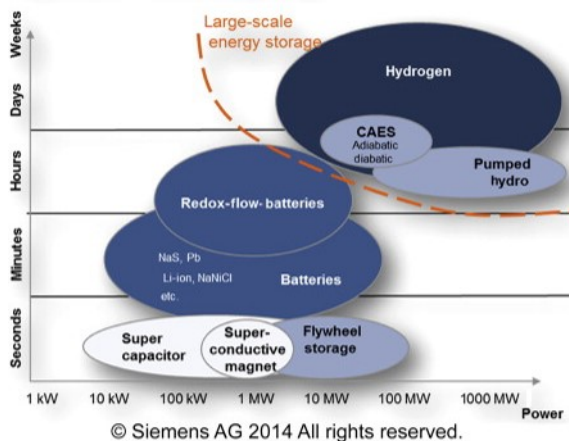 Large-scale
energy storage
Weeks
Days
Hours
Minutes
Seconds
Hydrogen
CAES
Adiabatic
diabatic
Pumped
hydro
Redox-flow-batteries
NaS, Pb
Li-ion, NaNiCl
etc.
Batteries
Super
capacitor
Super-
conductive
magnet
Flywheel
storage
1 kW 10 kW 100 kW 1 MW 10 MW 100 MW 1000 MW
Power
© Siemens AG 2014 All rights reserved.